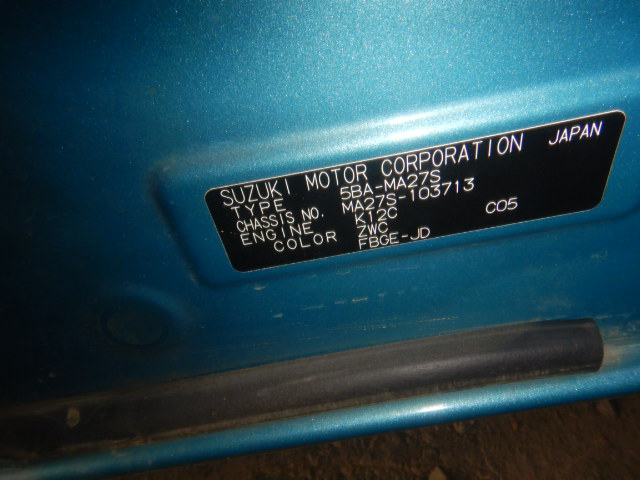 SUZUKI MOTOR CORPORATION JAPAN
TYPE 5BA-MA27S
CHASSIS NO. MA27S-103713
ENGINE K12C C05
COLOR ZWC
FBGE-JD